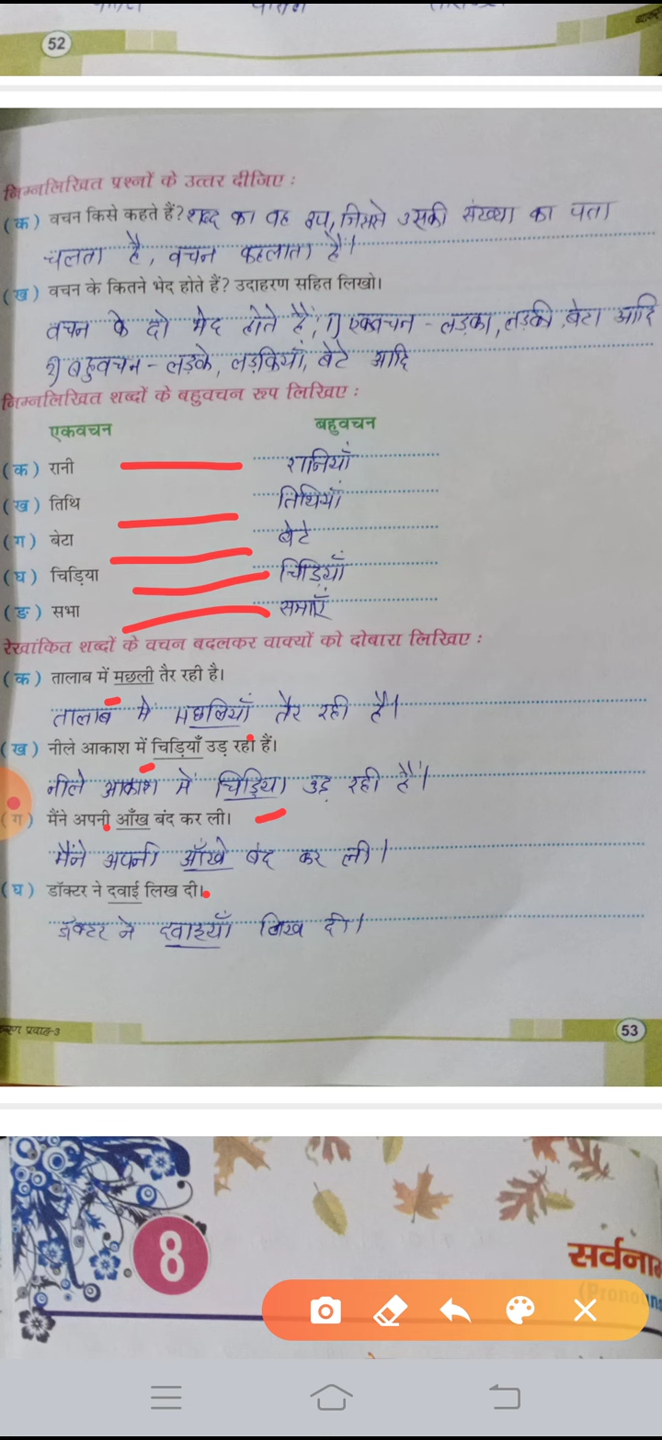 52
निम्नलिखित प्रश्नों के उत्तर दीजिए :
(क) वचन किसे कहते हैं? शब्द का वह रूप, जिससे उसकी संख्या का पता
चलता है, वचन कहलाता है।
(ख) वचन के कितने भेद होते हैं? उदाहरण सहित लिखो।
वचन के दो भेद होते हैं, 1) एकवचन - लड़का, लड़की, बेटा आदि
2) बहुवचन - लड़के, लड़कियाँ, बेटे आदि
निम्नलिखित शब्दों के बहुवचन रूप लिखिए :
एकवचन बहुवचन
(क) रानी रानियाँ
(ख) तिथि तिथियाँ
(ग) बेटा बेटे
(घ) चिड़िया चिड़ियाँ
(ङ) सभा सभाएँ
रेखांकित शब्दों के वचन बदलकर वाक्यों को दोबारा लिखिए :
(क) तालाब में मछली तैर रही है।
तालाब में मछलियाँ तैर रही है।
(ख) नीले आकाश में चिड़ियाँ उड़ रही हैं।
नीले आकाश में चिड़िया उड़ रही हैं।
(ग) मैंने अपनी आँख बंद कर ली।
मैंने अपनी आँखे बंद कर ली।
(घ) डॉक्टर ने दवाई लिख दी।
डॅक्टर ने दवाइयाँ लिख दी।
प्रवाह-3 53
8
सर्वना